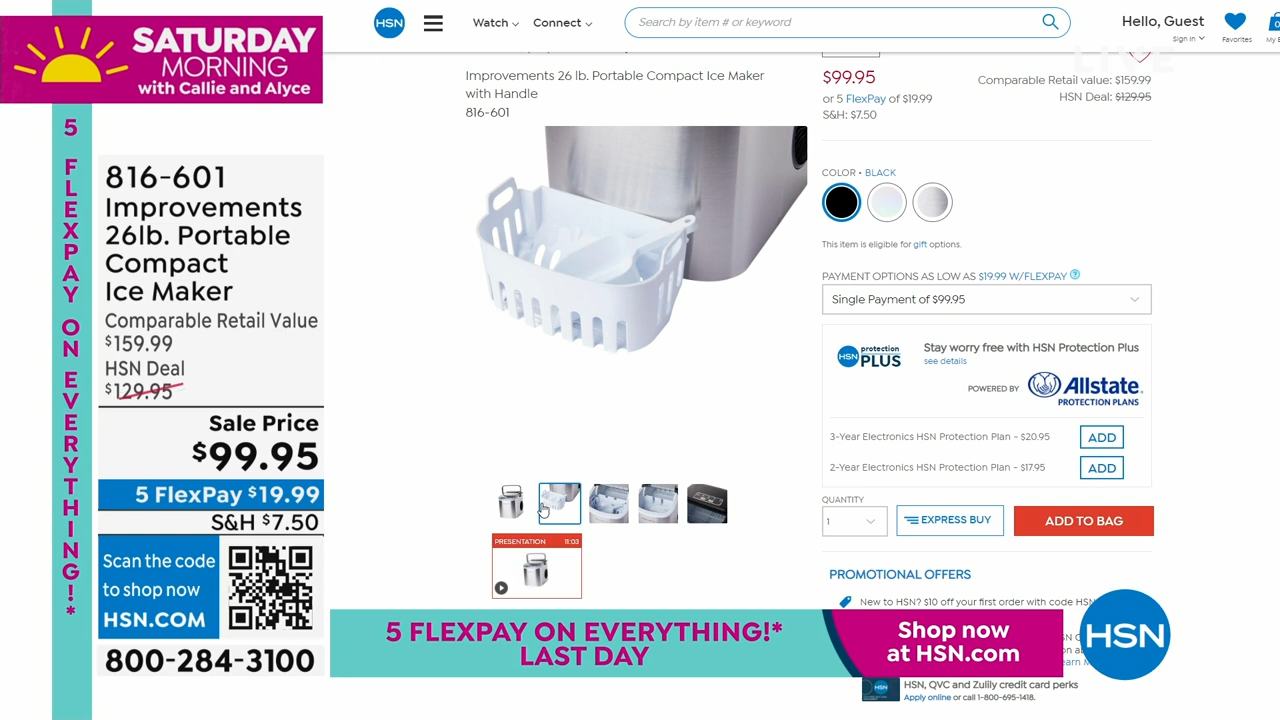 SATURDAY
MORNING
with Callie and Alyce
5 FLEXPAY ON EVERYTHING!*
816-601
Improvements
26lb. Portable
Compact
Ice Maker
Comparable Retail Value
$159.99
HSN Deal
$129.95
Sale Price
$99.95
5 FlexPay $19.99
S&H $7.50
Scan the code
to shop now
HSN.COM
800-284-3100
HSN
Watch
Connect
Search by item # or keyword
Hello, Guest
Sign In
Favorites
LIVE
Improvements 26 lb. Portable Compact Ice Maker
with Handle
816-601
$99.95
or 5 FlexPay of $19.99
S&H: $7.50
Comparable Retail value: $159.99
HSN Deal: $129.95
COLOR • BLACK
This item is eligible for gift options.
PAYMENT OPTIONS AS LOW AS $19.99 W/FLEXPAY ?
Single Payment of $99.95
HSN protection PLUS
Stay worry free with HSN Protection Plus
see details
POWERED BY Allstate
PROTECTION PLANS
3-Year Electronics HSN Protection Plan - $20.95 ADD
2-Year Electronics HSN Protection Plan - $17.95 ADD
QUANTITY
1
EXPRESS BUY
ADD TO BAG
PRESENTATION 11:03
PROMOTIONAL OFFERS
New to HSN? $10 off your first order with code HSN
5 FLEXPAY ON EVERYTHING!*
LAST DAY
Shop now
at HSN.com
HSN
HSN, QVC and Zulily credit card perks
Apply online or call 1-800-695-1418.